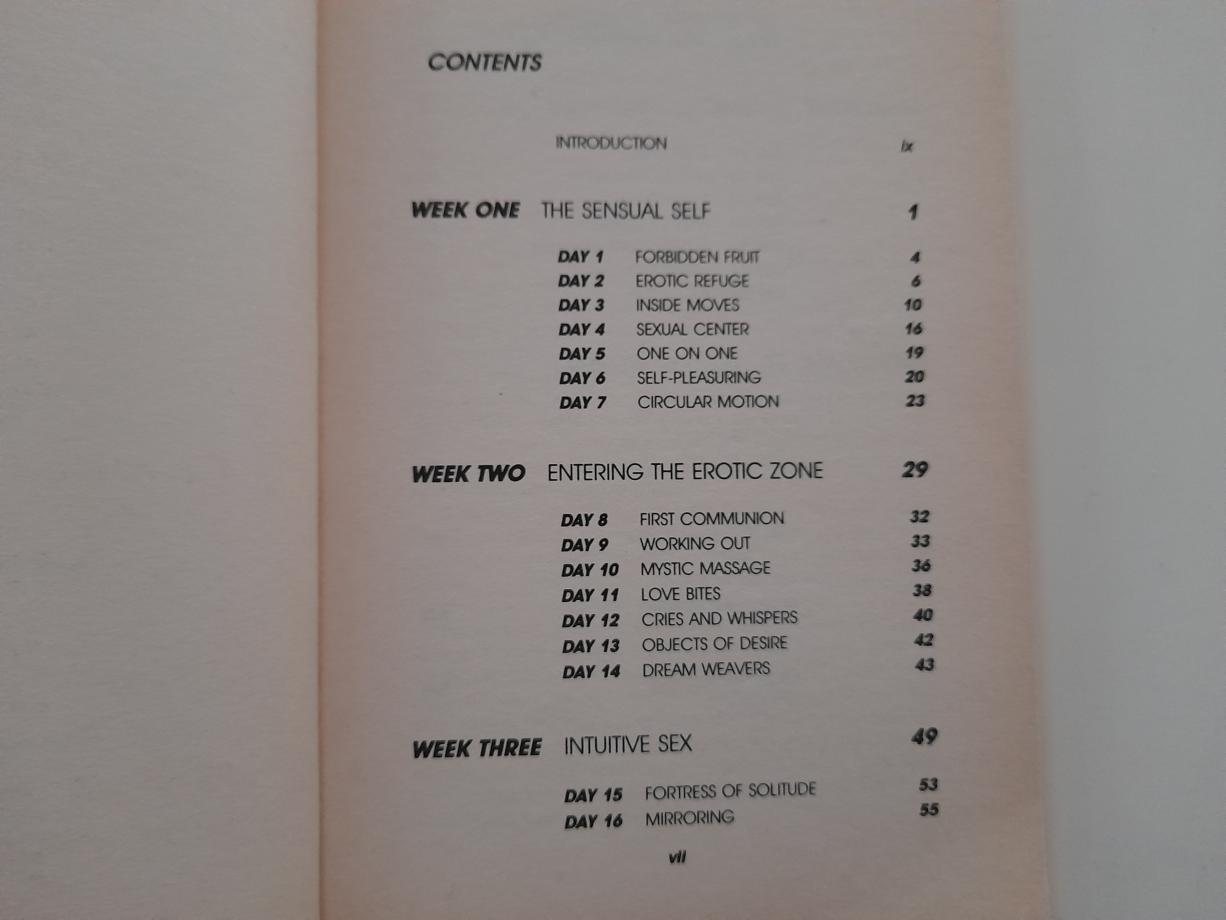 CONTENTS
INTRODUCTION ix
WEEK ONE THE SENSUAL SELF 1
DAY 1 FORBIDDEN FRUIT 4
DAY 2 EROTIC REFUGE 6
DAY 3 INSIDE MOVES 10
DAY 4 SEXUAL CENTER 16
DAY 5 ONE ON ONE 19
DAY 6 SELF-PLEASURING 20
DAY 7 CIRCULAR MOTION 23
WEEK TWO ENTERING THE EROTIC ZONE 29
DAY 8 FIRST COMMUNION 32
DAY 9 WORKING OUT 33
DAY 10 MYSTIC MASSAGE 36
DAY 11 LOVE BITES 38
DAY 12 CRIES AND WHISPERS 40
DAY 13 OBJECTS OF DESIRE 42
DAY 14 DREAM WEAVERS 43
WEEK THREE INTUITIVE SEX 49
DAY 15 FORTRESS OF SOLITUDE 53
DAY 16 MIRRORING 55
vii